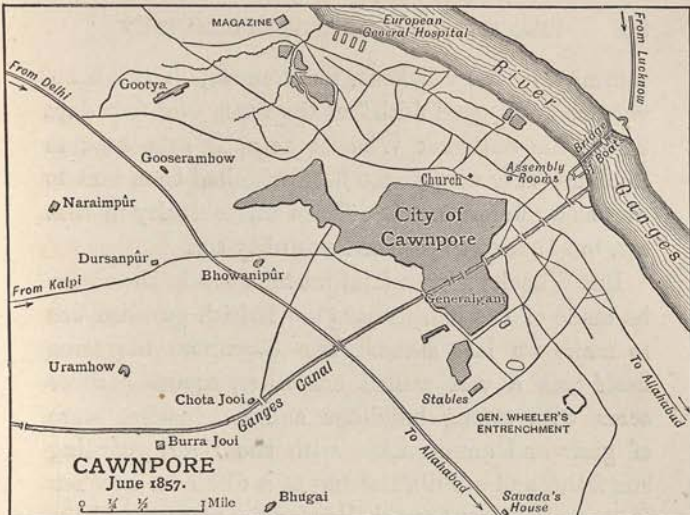 MAGAZINE
European
General Hospital
From Lucknow
River
Ganges
From Delhi
Gootya
Bridge
of Boats
Gooseramhow
Church
Assembly
Rooms
Naraimpûr
City of
Cawnpore
Dursanpûr
Bhowanipûr
From Kalpi
Generalganj
Uramhow
Chota Jooi
Ganges Canal
Stables
GEN. WHEELER'S
ENTRENCHMENT
To Allahabad
Burra Joui
To Allahabad
CAWNPORE
June 1857.
0 ¼ ½ 1 Mile
Bhugai
Savada's
House